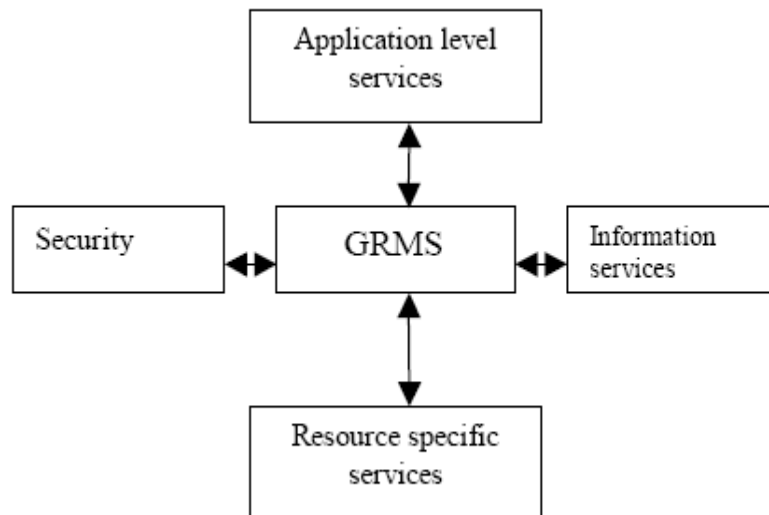 Application level
services
Security
GRMS
Information
services
Resource specific
services